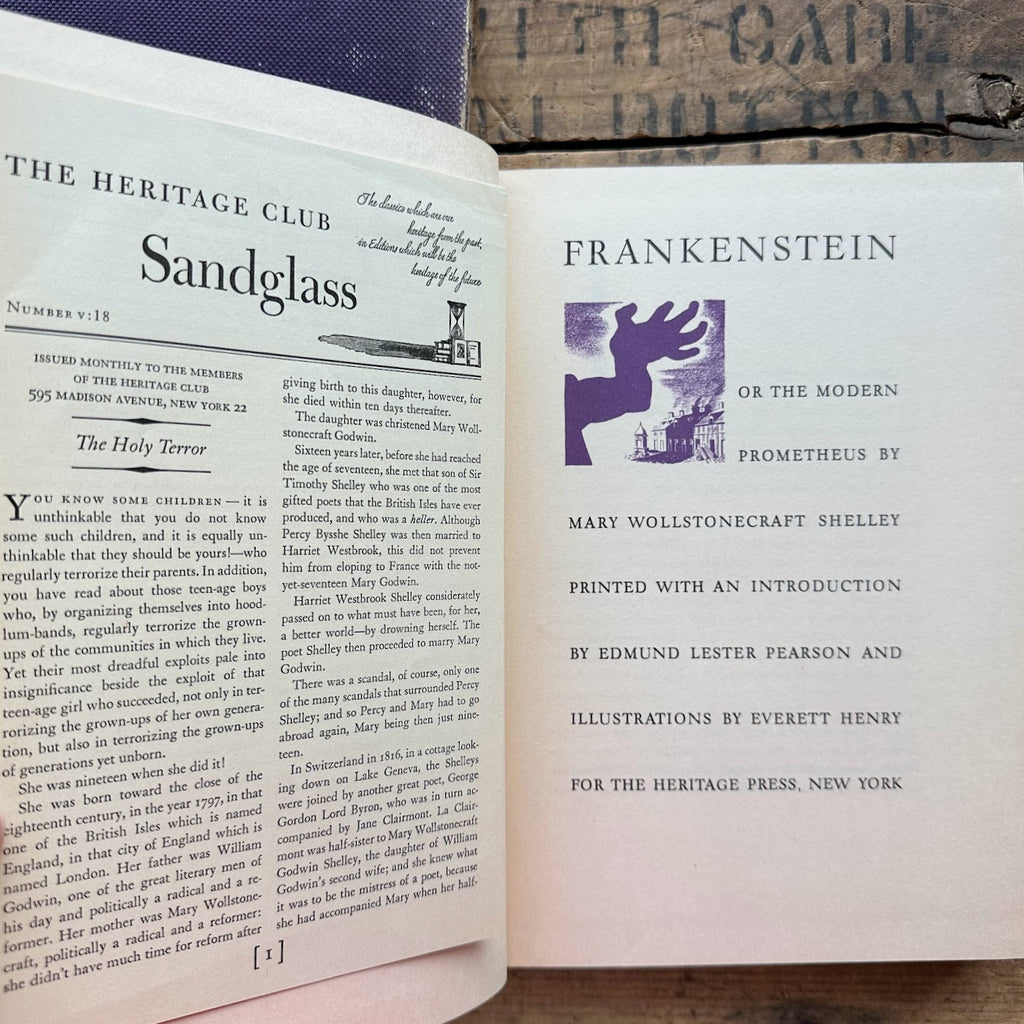 WITH CARE
BOTTOM
THE HERITAGE CLUB
The classics which are our
heritage from the past,
in Editions which will be the
heritage of the future
Sandglass
NUMBER V:18
ISSUED MONTHLY TO THE MEMBERS
OF THE HERITAGE CLUB
595 MADISON AVENUE, NEW YORK 22
The Holy Terror
YOU KNOW SOME CHILDREN — it is
unthinkable that you do not know
some such children, and it is equally un-
thinkable that they should be yours!—who
regularly terrorize their parents. In addition,
you have read about those teen-age boys
who, by organizing themselves into hood-
lum-bands, regularly terrorize the grown-
ups of the communities in which they live.
Yet their most dreadful exploits pale into
insignificance beside the exploit of that
teen-age girl who succeeded, not only in ter-
rorizing the grown-ups of her own genera-
tion, but also in terrorizing the grown-ups
of generations yet unborn.
She was nineteen when she did it!
She was born toward the close of the
eighteenth century, in the year 1797, in that
one of the British Isles which is named
England, in that city of England which is
named London. Her father was William
Godwin, one of the great literary men of
his day and politically a radical and a re-
former. Her mother was Mary Wollstone-
craft, politically a radical and a reformer:
she didn't have much time for reform after
giving birth to this daughter, however, for
she died within ten days thereafter.
The daughter was christened Mary Woll-
stonecraft Godwin.
Sixteen years later, before she had reached
the age of seventeen, she met that son of Sir
Timothy Shelley who was one of the most
gifted poets that the British Isles have ever
produced, and who was a heller. Although
Percy Bysshe Shelley was then married to
Harriet Westbrook, this did not prevent
him from eloping to France with the not-
yet-seventeen Mary Godwin.
Harriet Westbrook Shelley considerately
passed on to what must have been, for her,
a better world—by drowning herself. The
poet Shelley then proceeded to marry Mary
Godwin.
There was a scandal, of course, only one
of the many scandals that surrounded Percy
Shelley; and so Percy and Mary had to go
abroad again, Mary being then just nine-
teen.
In Switzerland in 1816, in a cottage look-
ing down on Lake Geneva, the Shelleys
were joined by another great poet, George
Gordon Lord Byron, who was in turn ac-
companied by Jane Clairmont. La Clair-
mont was half-sister to Mary Wollstonecraft
Godwin Shelley, the daughter of William
Godwin's second wife; and she knew what
it was to be the mistress of a poet, because
she had accompanied Mary when her half-
[1]
FRANKENSTEIN
OR THE MODERN
PROMETHEUS BY
MARY WOLLSTONECRAFT SHELLEY
PRINTED WITH AN INTRODUCTION
BY EDMUND LESTER PEARSON AND
ILLUSTRATIONS BY EVERETT HENRY
FOR THE HERITAGE PRESS, NEW YORK